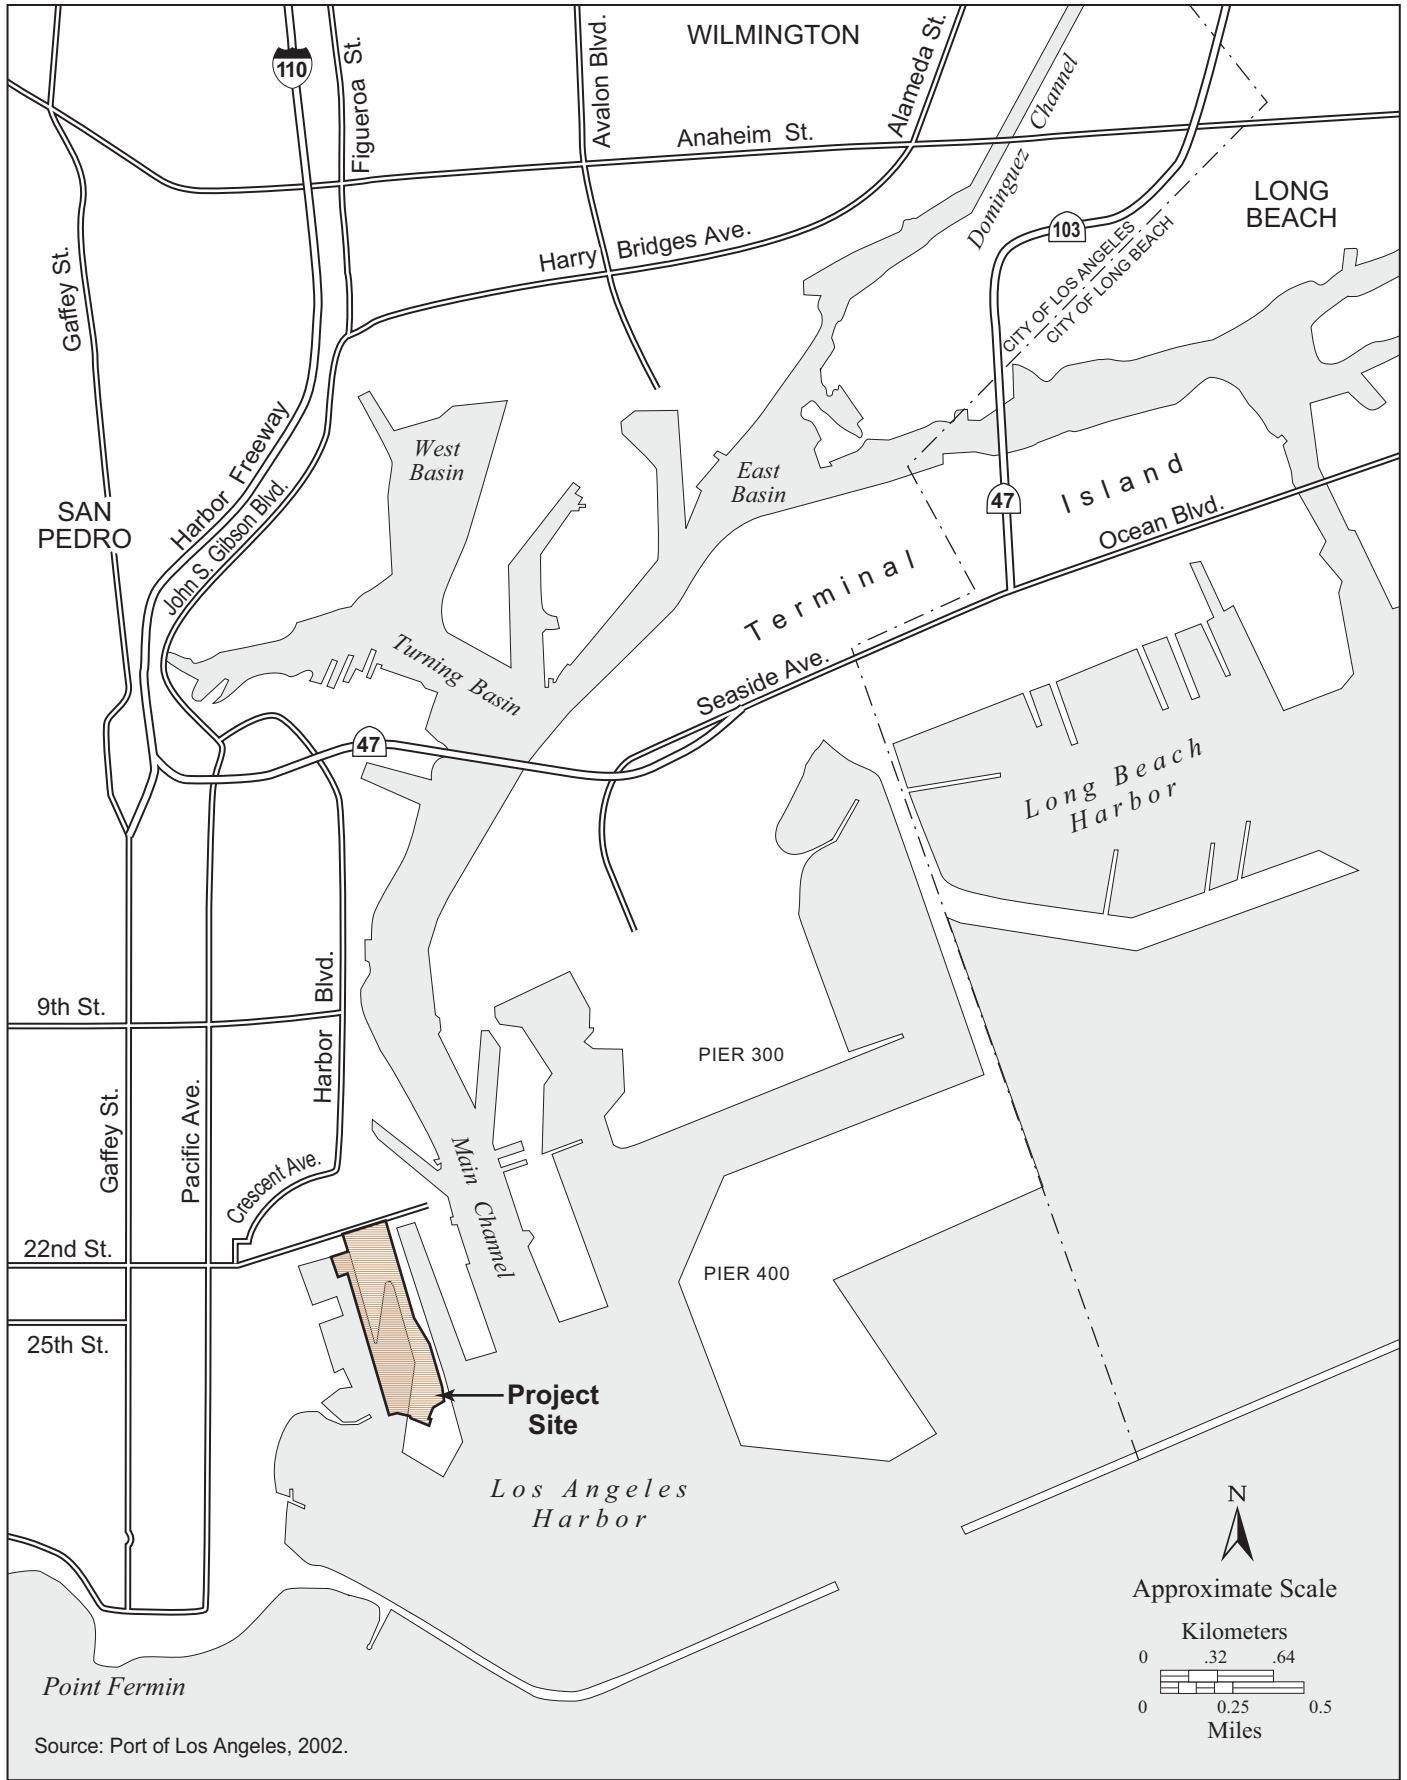 WILMINGTON
110
Figueroa St.
Avalon Blvd.
Alameda St.
Dominguez Channel
Anaheim St.
LONG
BEACH
103
CITY OF LOS ANGELES
CITY OF LONG BEACH
Harry Bridges Ave.
Gaffey St.
Harbor Freeway
John S. Gibson Blvd.
West
Basin
East
Basin
SAN
PEDRO
47
Terminal Island
Ocean Blvd.
Turning Basin
Seaside Ave.
47
Long Beach
Harbor
9th St.
Harbor Blvd.
PIER 300
Gaffey St.
Pacific Ave.
Crescent Ave.
Main Channel
22nd St.
PIER 400
25th St.
Project
Site
Los Angeles
Harbor
N
Approximate Scale
Kilometers
0 .32 .64
0 0.25 0.5
Miles
Point Fermin
Source: Port of Los Angeles, 2002.